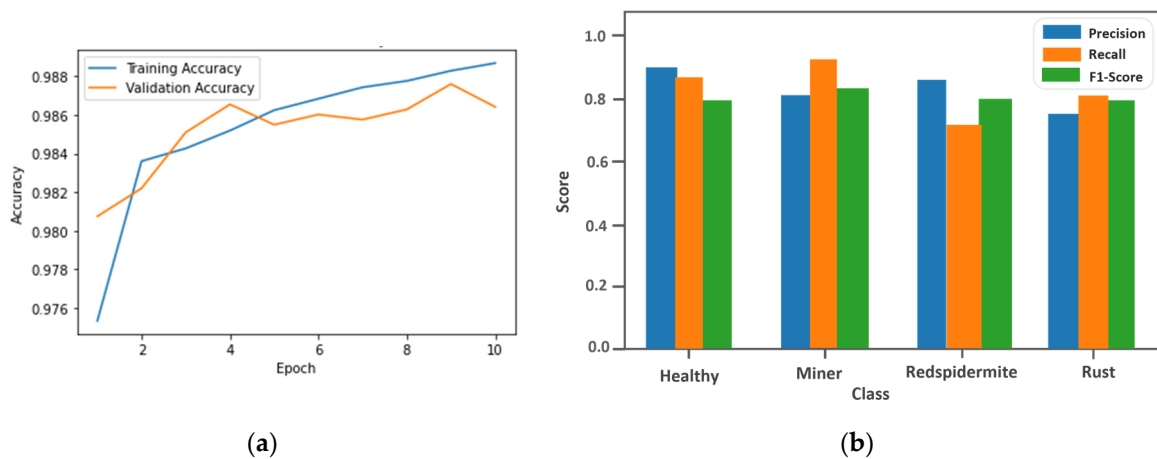 Training Accuracy
Validation Accuracy
0.988
0.986
0.984
0.982
0.980
0.978
0.976
Accuracy
2
4
6
8
10
Epoch
(a)
Precision
Recall
F1-Score
1.0
0.8
0.6
0.4
0.2
0.0
Score
Healthy
Miner
Redspidermite
Rust
Class
(b)